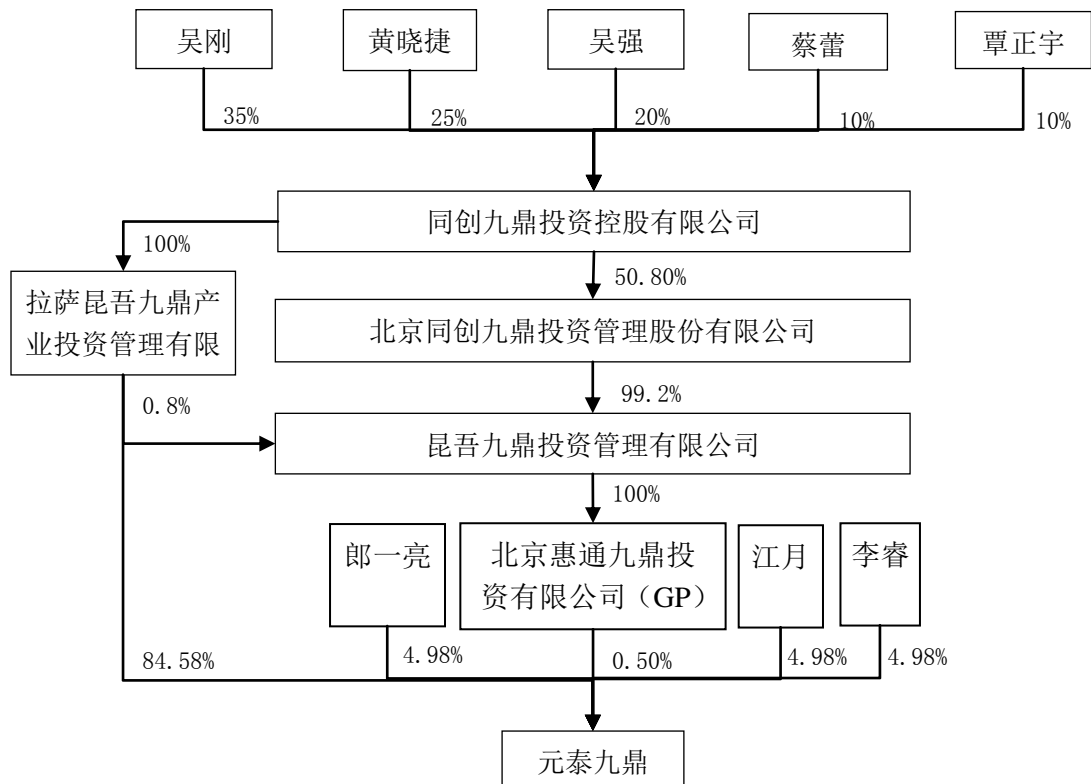 吴刚
黄晓捷
吴强
蔡蕾
覃正宇
35%
25%
20%
10%
10%
同创九鼎投资控股有限公司
100%
50.80%
拉萨昆吾九鼎产
业投资管理有限
北京同创九鼎投资管理股份有限公司
0.8%
99.2%
昆吾九鼎投资管理有限公司
100%
郎一亮
北京惠通九鼎投
资有限公司（GP）
江月
李睿
84.58%
4.98%
0.50%
4.98%
4.98%
元泰九鼎